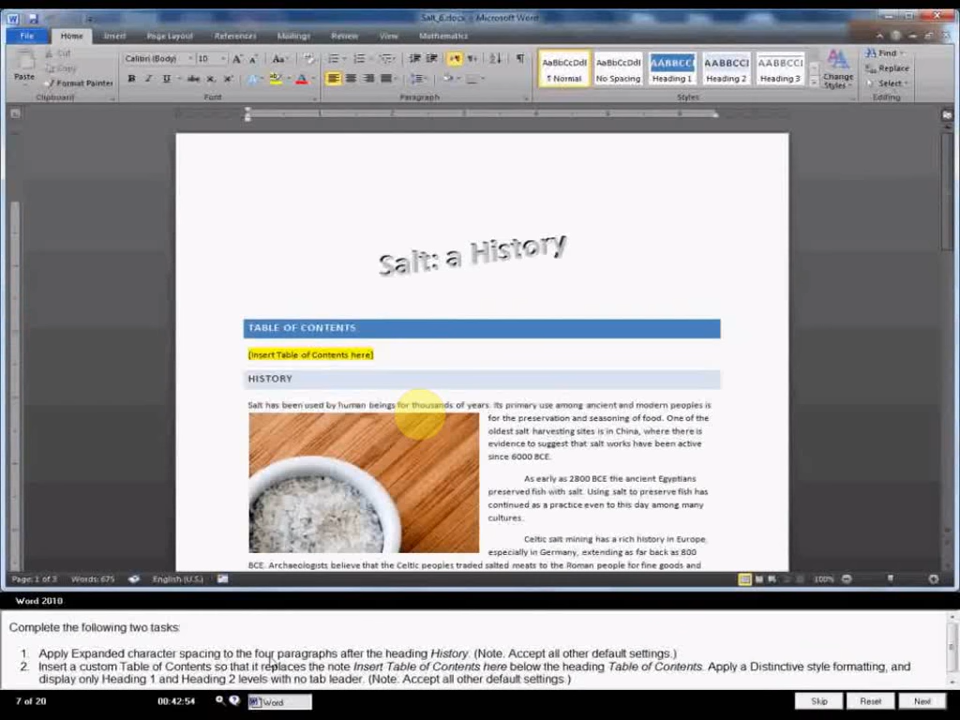 Salt_E.docx - Microsoft Word
File Home Insert Page Layout References Mailings Review View Mathematics
Paste
Cut
Copy
Format Painter
Clipboard
Calibri (Body) 10
Font
Paragraph
AaBbCcDdI AaBbCcDdI AABBCCI AABBCCDI AABBCCI
¶ Normal No Spacing Heading 1 Heading 2 Heading 3
Change Styles
Styles
Find
Replace
Select
Editing
Salt: a History
TABLE OF CONTENTS
[Insert Table of Contents here]
HISTORY
Salt has been used by human beings for thousands of years. Its primary use among ancient and modern peoples is
for the preservation and seasoning of food. One of the
oldest salt harvesting sites is in China, where there is
evidence to suggest that salt works have been active
since 6000 BCE.
As early as 2800 BCE the ancient Egyptians
preserved fish with salt. Using salt to preserve fish has
continued as a practice even to this day among many
cultures.
Celtic salt mining has a rich history in Europe,
especially in Germany, extending as far back as 800
BCE. Archaeologists believe that the Celtic peoples traded salted meats to the Roman people for fine goods and
Page: 1 of 3 Words: 675 English (U.S.) 100%
Word 2010
Complete the following two tasks:
1. Apply Expanded character spacing to the four paragraphs after the heading History. (Note. Accept all other default settings.)
2. Insert a custom Table of Contents so that it replaces the note Insert Table of Contents here below the heading Table of Contents. Apply a Distinctive style formatting, and
display only Heading 1 and Heading 2 levels with no tab leader. (Note. Accept all other default settings.)
7 of 20 00:42:54 Word Skip Reset Next